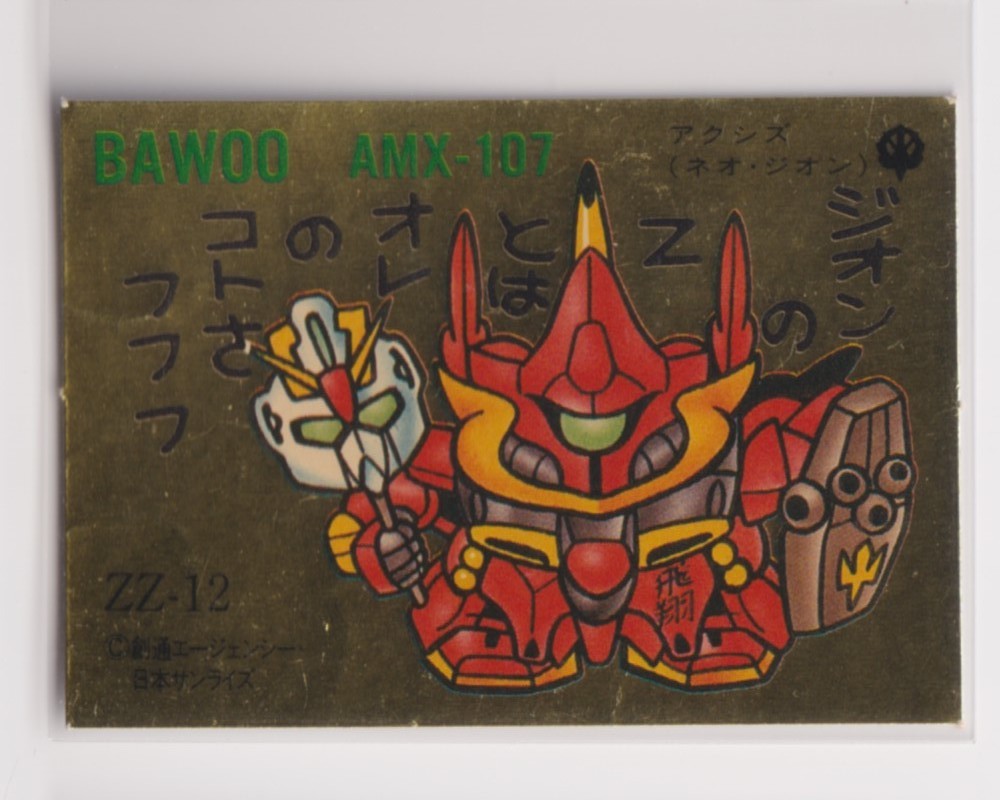 BAWOO AMX-107
アクシズ
(ネオ・ジオン)
ジオン
の
Z
とは
オレ
の
コトさ
フフフ
飛翔
ZZ-12
©創通エージェンシー・
日本サンライズ